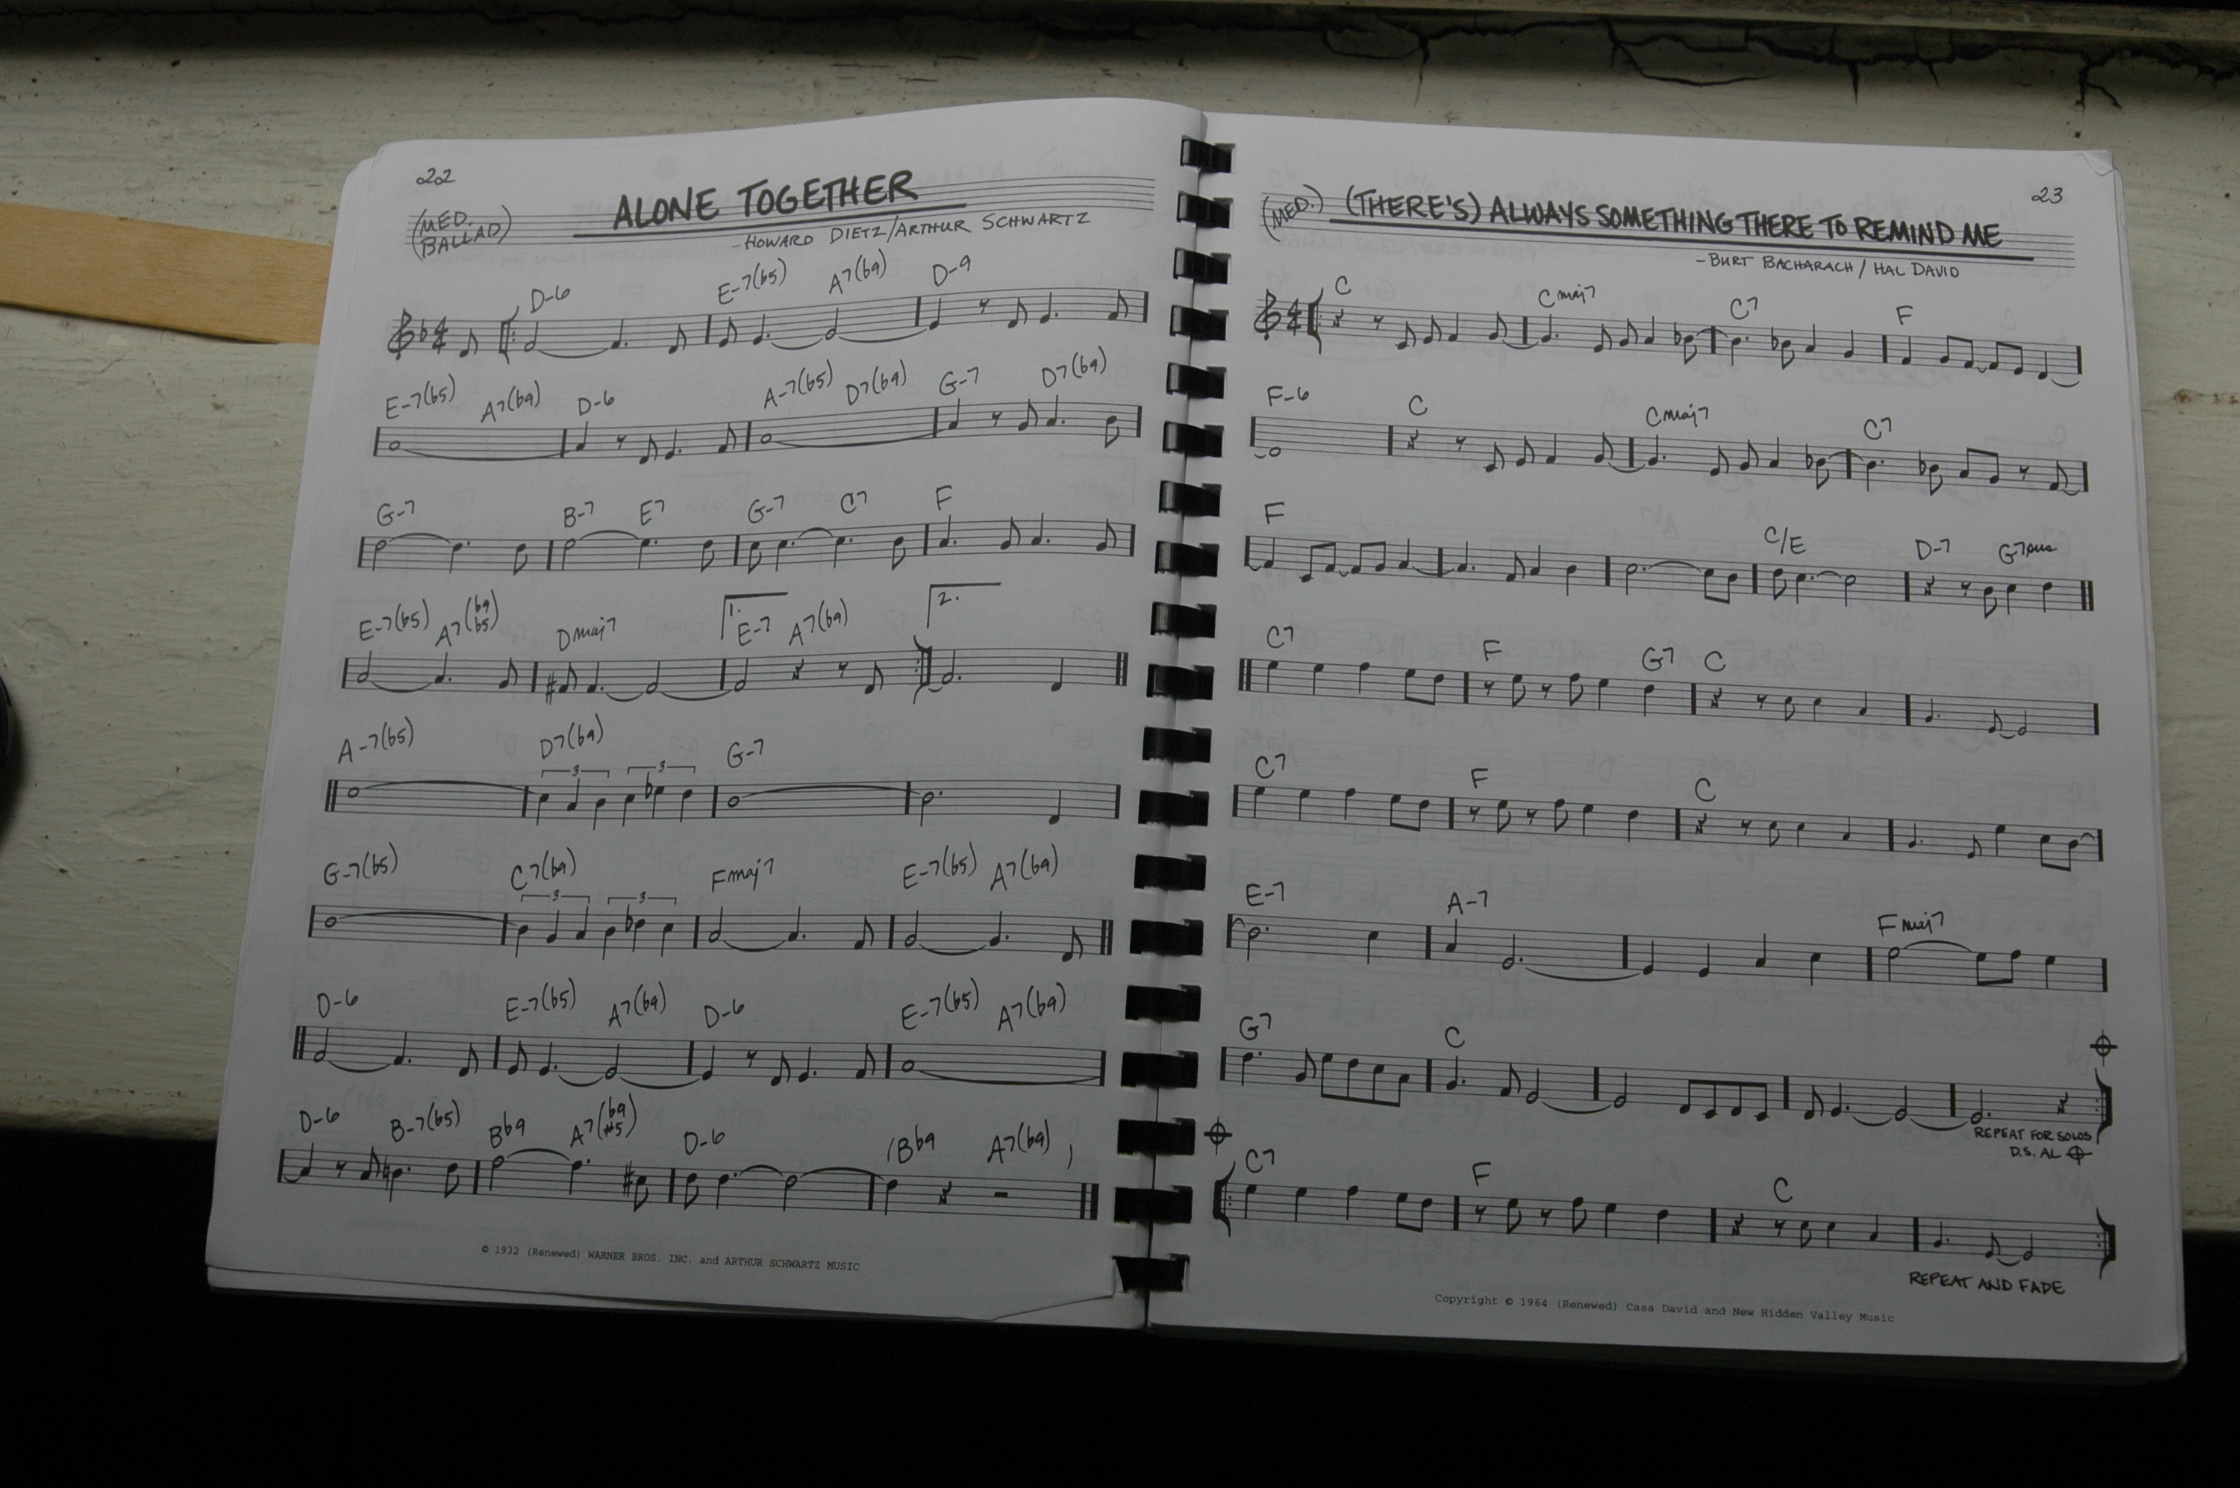 22
(MED. BALLAD)
ALONE TOGETHER
- HOWARD DIETZ/ARTHUR SCHWARTZ
D-6 E-7(b5) A7(b9) D-9
E-7(b5) A7(b9) D-6 A-7(b5) D7(b9) G-7 D7(b9)
G-7 B-7 E7 G-7 C7 F
E-7(b5) A7(b9 b5) Dmaj7 1. E-7 A7(b9) 2.
A-7(b5) D7(b9) G-7
3 3
G-7(b5) C7(b9) Fmaj7 E-7(b5) A7(b9)
3 3
D-6 E-7(b5) A7(b9) D-6 E-7(b5) A7(b9)
D-6 B-7(b5) Bb9 A7(b9 #5) D-6 (Bb9 A7(b9))
© 1932 (Renewed) WARNER BROS. INC. and ARTHUR SCHWARTZ MUSIC
23
(MED.)
(THERE'S) ALWAYS SOMETHING THERE TO REMIND ME
- BURT BACHARACH / HAL DAVID
C Cmaj7 C7 F
F-6 C Cmaj7 C7
F C/E D-7 G7sus
C7 F G7 C
C7 F C
E-7 A-7 Fmaj7
G7 C
REPEAT FOR SOLOS
D.S. AL
C7 F C
REPEAT AND FADE
Copyright © 1964 (Renewed) Casa David and New Hidden Valley Music